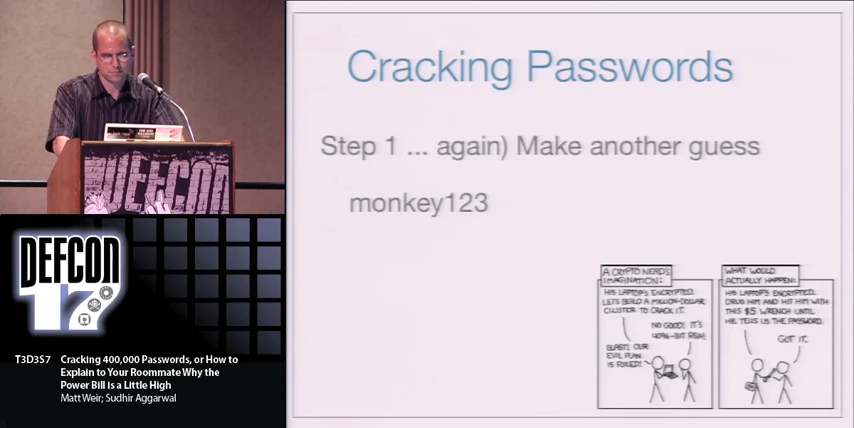 Cracking Passwords
Step 1 ... again) Make another guess
monkey123
A CRYPTO NERD'S
IMAGINATION:
HIS LAPTOP'S ENCRYPTED.
LET'S BUILD A MILLION-DOLLAR
CLUSTER TO CRACK IT.
NO GOOD! IT'S
4096-BIT RSA!
BLAST! OUR
EVIL PLAN
IS FOILED!
WHAT WOULD
ACTUALLY HAPPEN:
HIS LAPTOP'S ENCRYPTED.
DRUG HIM AND HIT HIM WITH
THIS $5 WRENCH UNTIL
HE TELLS US THE PASSWORD.
GOT IT.
DEFCON
DEFCON
17
T3D3S7 Cracking 400,000 Passwords, or How to
Explain to Your Roommate Why the
Power Bill is a Little High
Matt Weir; Sudhir Aggarwal